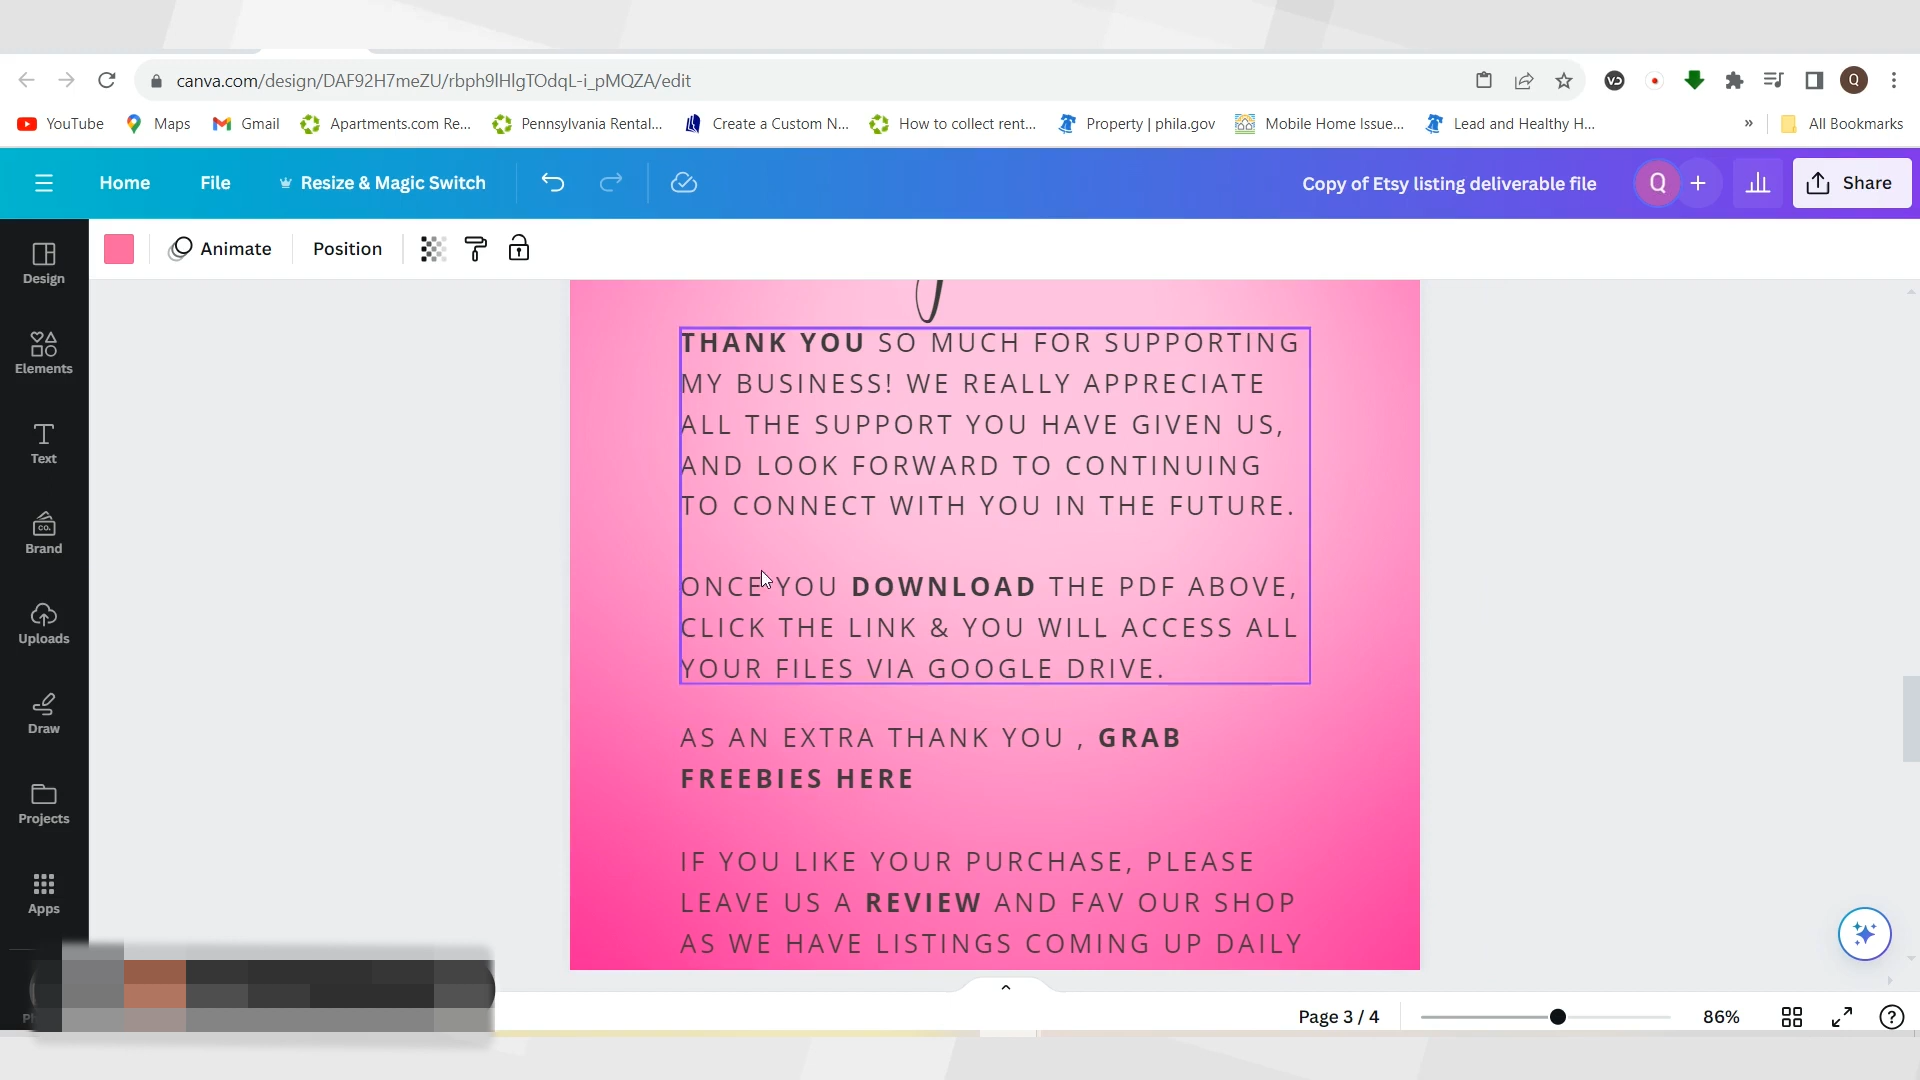 canva.com/design/DAF92H7meZU/rbph9lHlgTOdqL-i_pMQZA/edit
VD
Q
YouTube
Maps
Gmail
Apartments.com Re...
Pennsylvania Rental...
Create a Custom N...
How to collect rent...
Property | phila.gov
Mobile Home Issue...
Lead and Healthy H...
»
All Bookmarks
Home
File
Resize & Magic Switch
Copy of Etsy listing deliverable file
Q
+
Share
Animate
Position
Design
Elements
Text
Brand
Uploads
Draw
Projects
Apps
THANK YOU SO MUCH FOR SUPPORTING
MY BUSINESS! WE REALLY APPRECIATE
ALL THE SUPPORT YOU HAVE GIVEN US,
AND LOOK FORWARD TO CONTINUING
TO CONNECT WITH YOU IN THE FUTURE.
ONCE YOU DOWNLOAD THE PDF ABOVE,
CLICK THE LINK & YOU WILL ACCESS ALL
YOUR FILES VIA GOOGLE DRIVE.
AS AN EXTRA THANK YOU , GRAB
FREEBIES HERE
IF YOU LIKE YOUR PURCHASE, PLEASE
LEAVE US A REVIEW AND FAV OUR SHOP
AS WE HAVE LISTINGS COMING UP DAILY
Page 3 / 4
86%
?